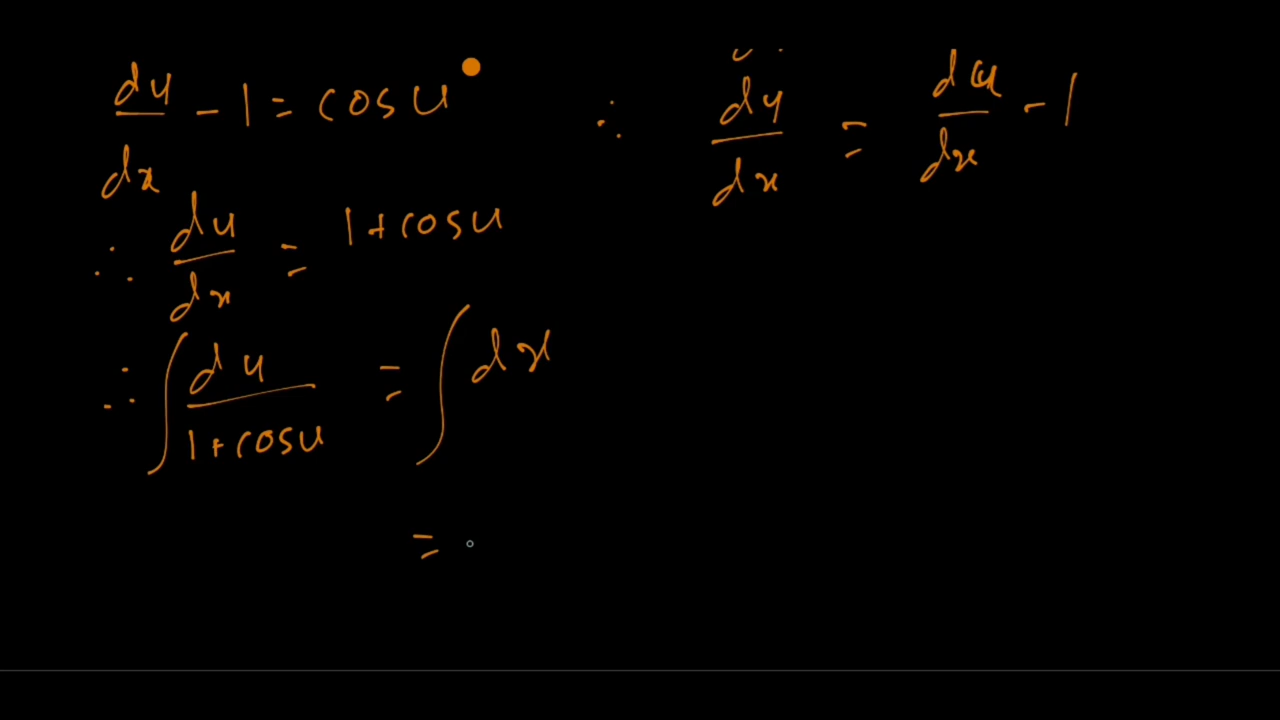 du/dx - 1 = cos u
∴ dy/dx = du/dx - 1
∴ du/dx = 1 + cos u
∴ ∫ du/(1 + cos u) = ∫ dx
=